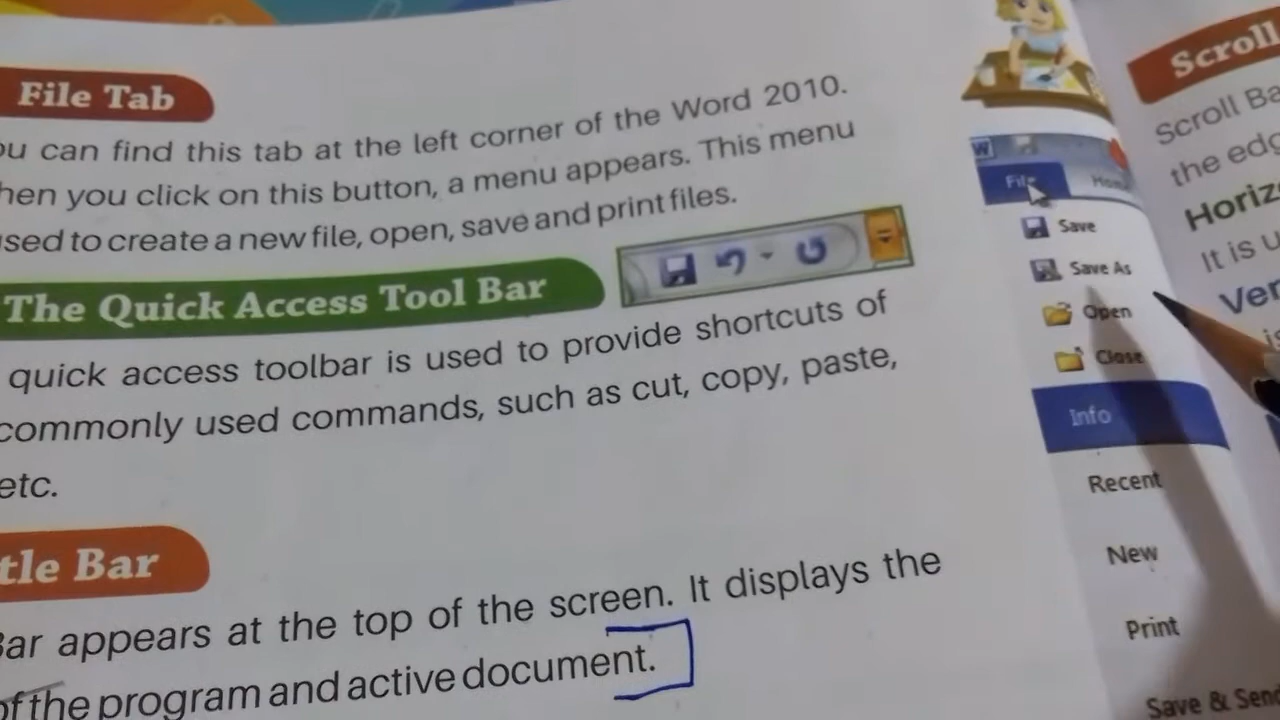 File Tab
ou can find this tab at the left corner of the Word 2010.
hen you click on this button, a menu appears. This menu
sed to create a new file, open, save and print files.
The Quick Access Tool Bar
quick access toolbar is used to provide shortcuts of
commonly used commands, such as cut, copy, paste,
etc.
tle Bar
Bar appears at the top of the screen. It displays the
of the program and active document.
W
File
Home
Save
Save As
Open
Close
Info
Recent
New
Print
Save & Send
Scroll
Scroll Ba
the edg
Horiz
It is u
Ver
is